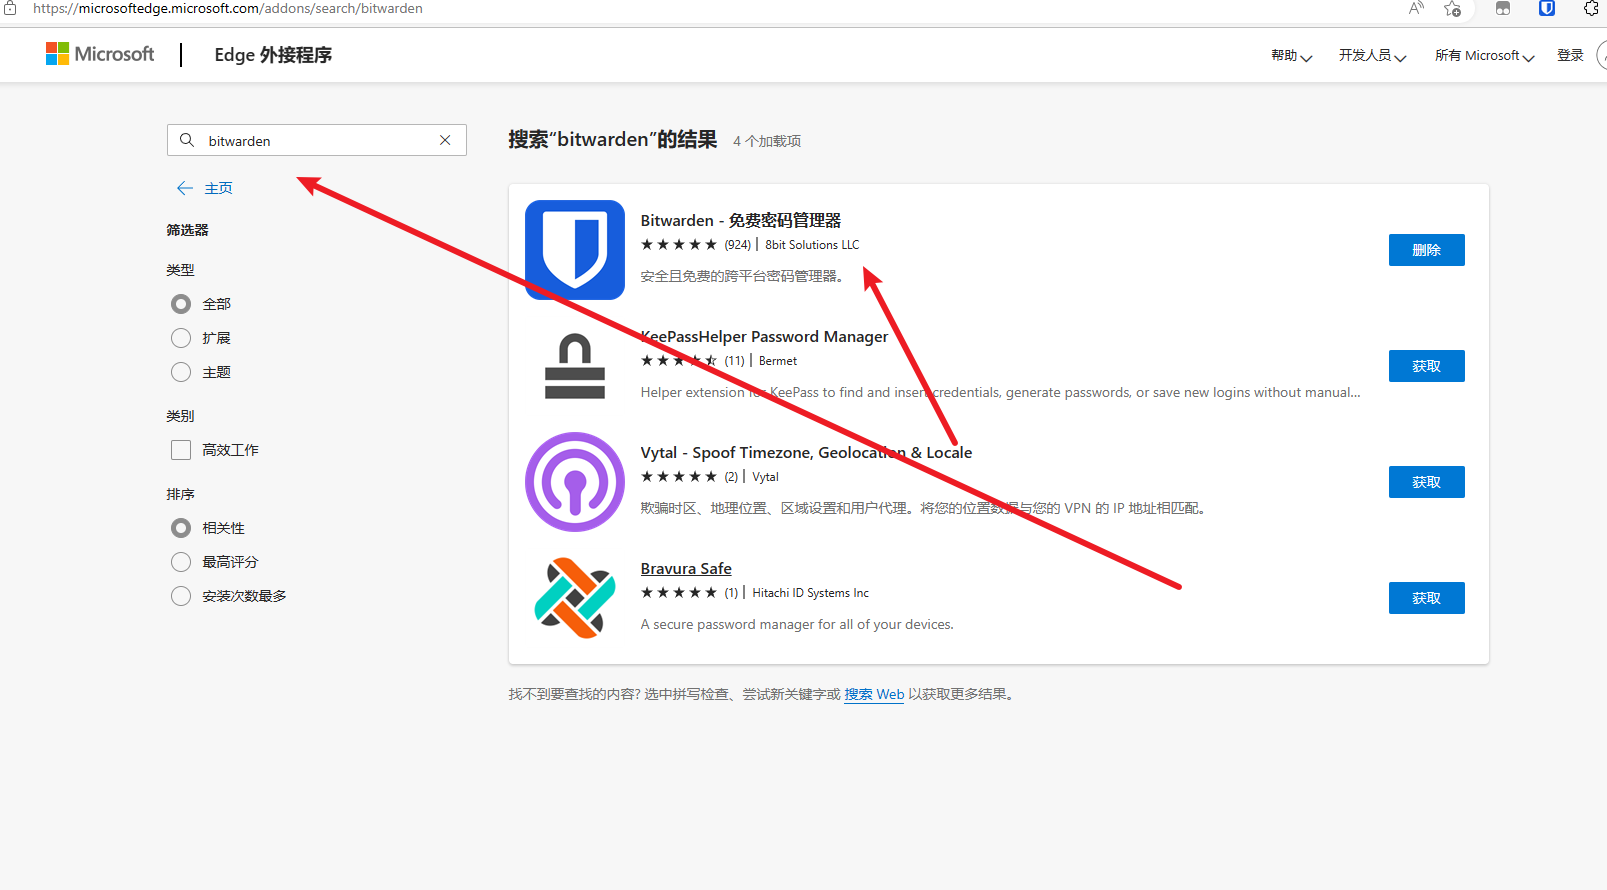 https://microsoftedge.microsoft.com/addons/search/bitwarden
Microsoft
Edge 外接程序
帮助
开发人员
所有 Microsoft
登录
bitwarden
主页
筛选器
类型
全部
扩展
主题
类别
高效工作
排序
相关性
最高评分
安装次数最多
搜索“bitwarden”的结果 4 个加载项
Bitwarden - 免费密码管理器
(924) | 8bit Solutions LLC
安全且免费的跨平台密码管理器。
删除
KeePassHelper Password Manager
(11) | Bermet
Helper extension for KeePass to find and insert credentials, generate passwords, or save new logins without manual...
获取
Vytal - Spoof Timezone, Geolocation & Locale
(2) | Vytal
欺骗时区、地理位置、区域设置和用户代理。将您的位置数据与您的 VPN 的 IP 地址相匹配。
获取
Bravura Safe
(1) | Hitachi ID Systems Inc
A secure password manager for all of your devices.
获取
找不到要查找的内容? 选中拼写检查、尝试新关键字或 搜索 Web 以获取更多结果。